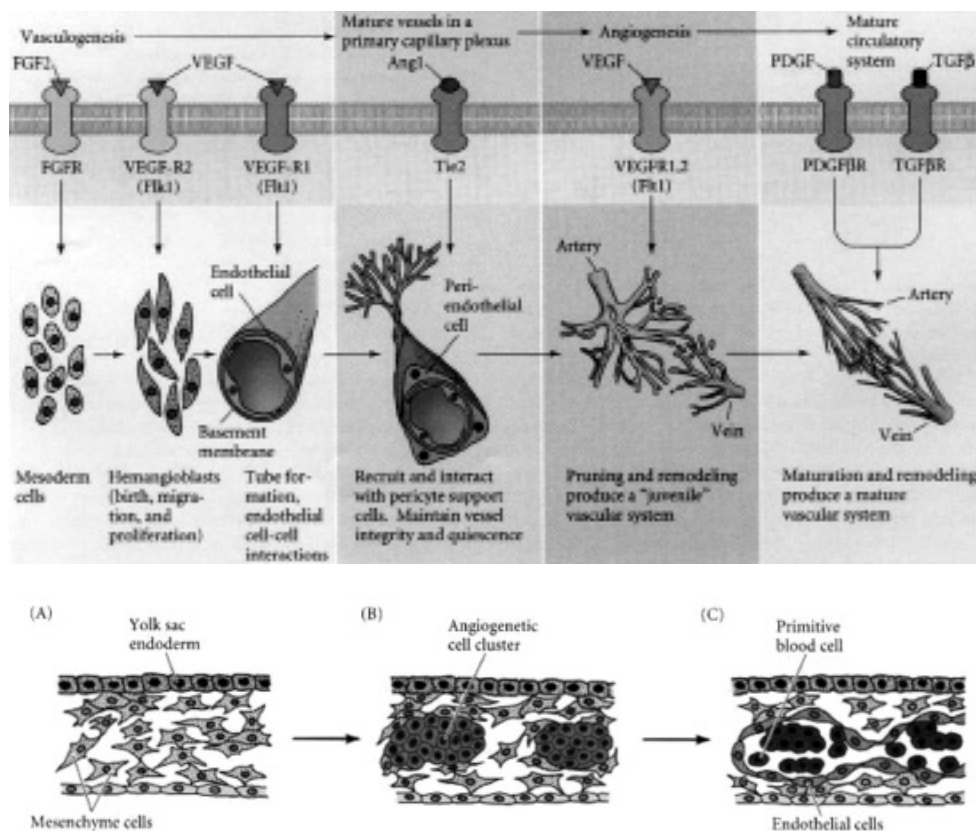 Vasculogenesis
Mature vessels in a
primary capillary plexus
Angiogenesis
Mature
circulatory
system
FGF2
VEGF
Ang1
VEGF
PDGF
TGFβ
FGFR
VEGF-R2
(Flk1)
VEGF-R1
(Flt1)
Tie2
VEGFR1,2
(Flt1)
PDGFβR
TGFβR
Endothelial
cell
Basement
membrane
Peri-
endothelial
cell
Artery
Vein
Artery
Vein
Mesoderm
cells
Hemangioblasts
(birth, migra-
tion, and
proliferation)
Tube for-
mation,
endothelial
cell-cell
interactions
Recruit and interact
with pericyte support
cells. Maintain vessel
integrity and quiescence
Pruning and remodeling
produce a "juvenile"
vascular system
Maturation and remodeling
produce a mature
vascular system
(A)
Yolk sac
endoderm
Mesenchyme cells
(B)
Angiogenetic
cell cluster
(C)
Primitive
blood cell
Endothelial cells